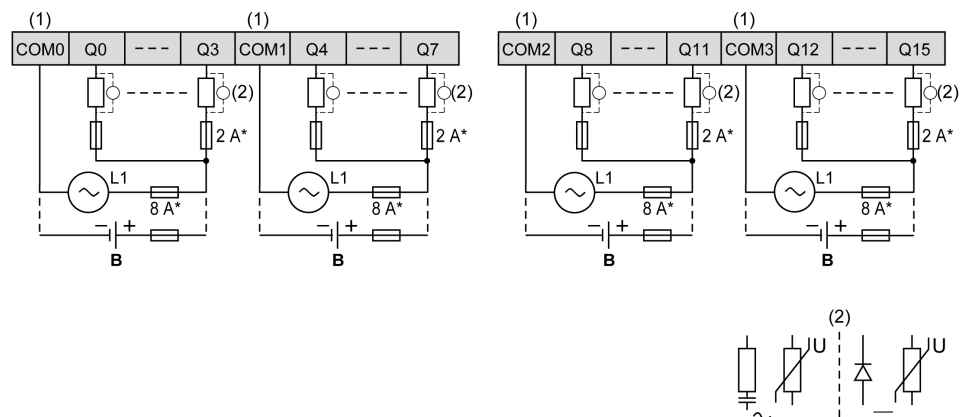 (1) (1) (1) (1)
COM0 Q0 --- Q3 COM1 Q4 --- Q7 COM2 Q8 --- Q11 COM3 Q12 --- Q15
(2) (2) (2) (2)
2 A* 2 A* 2 A* 2 A*
L1 L1 L1 L1
8 A* 8 A* 8 A* 8 A*
− + − + − + − +
B B B B
(2)
U U